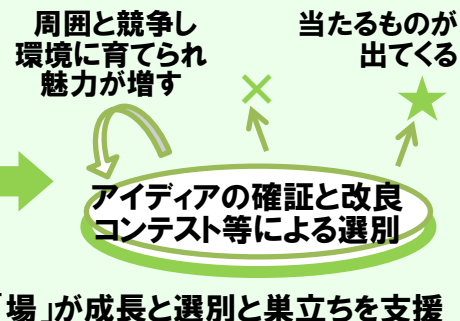 周囲と競争し
環境に育てられ
魅力が増す
当たるものが
出てくる
アイディアの確証と改良
コンテスト等による選別
「場」が成長と選別と巣立ちを支援